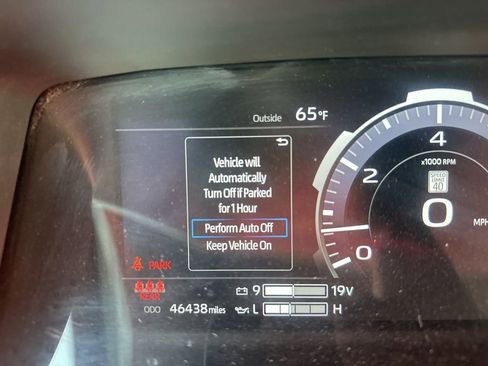 Outside 65°F
Vehicle will
Automatically
Turn Off if Parked
for 1 Hour
Perform Auto Off
Keep Vehicle On
4
x1000 RPM
2
SPEED
LIMIT
40
0 MPH
0
PARK
REAR
9 19V
ODO 46438 miles
L H